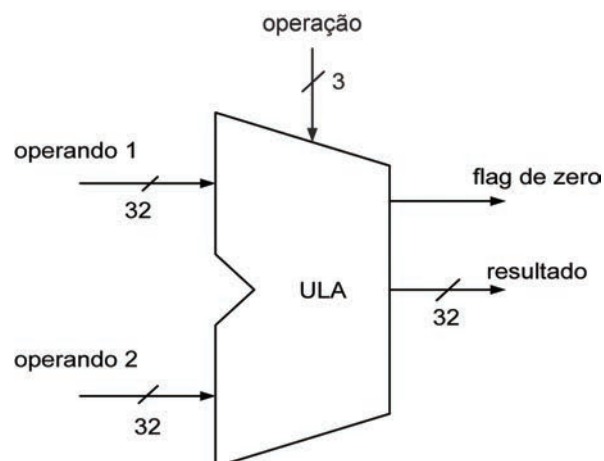 operação
3
operando 1
32
flag de zero
ULA
resultado
32
operando 2
32